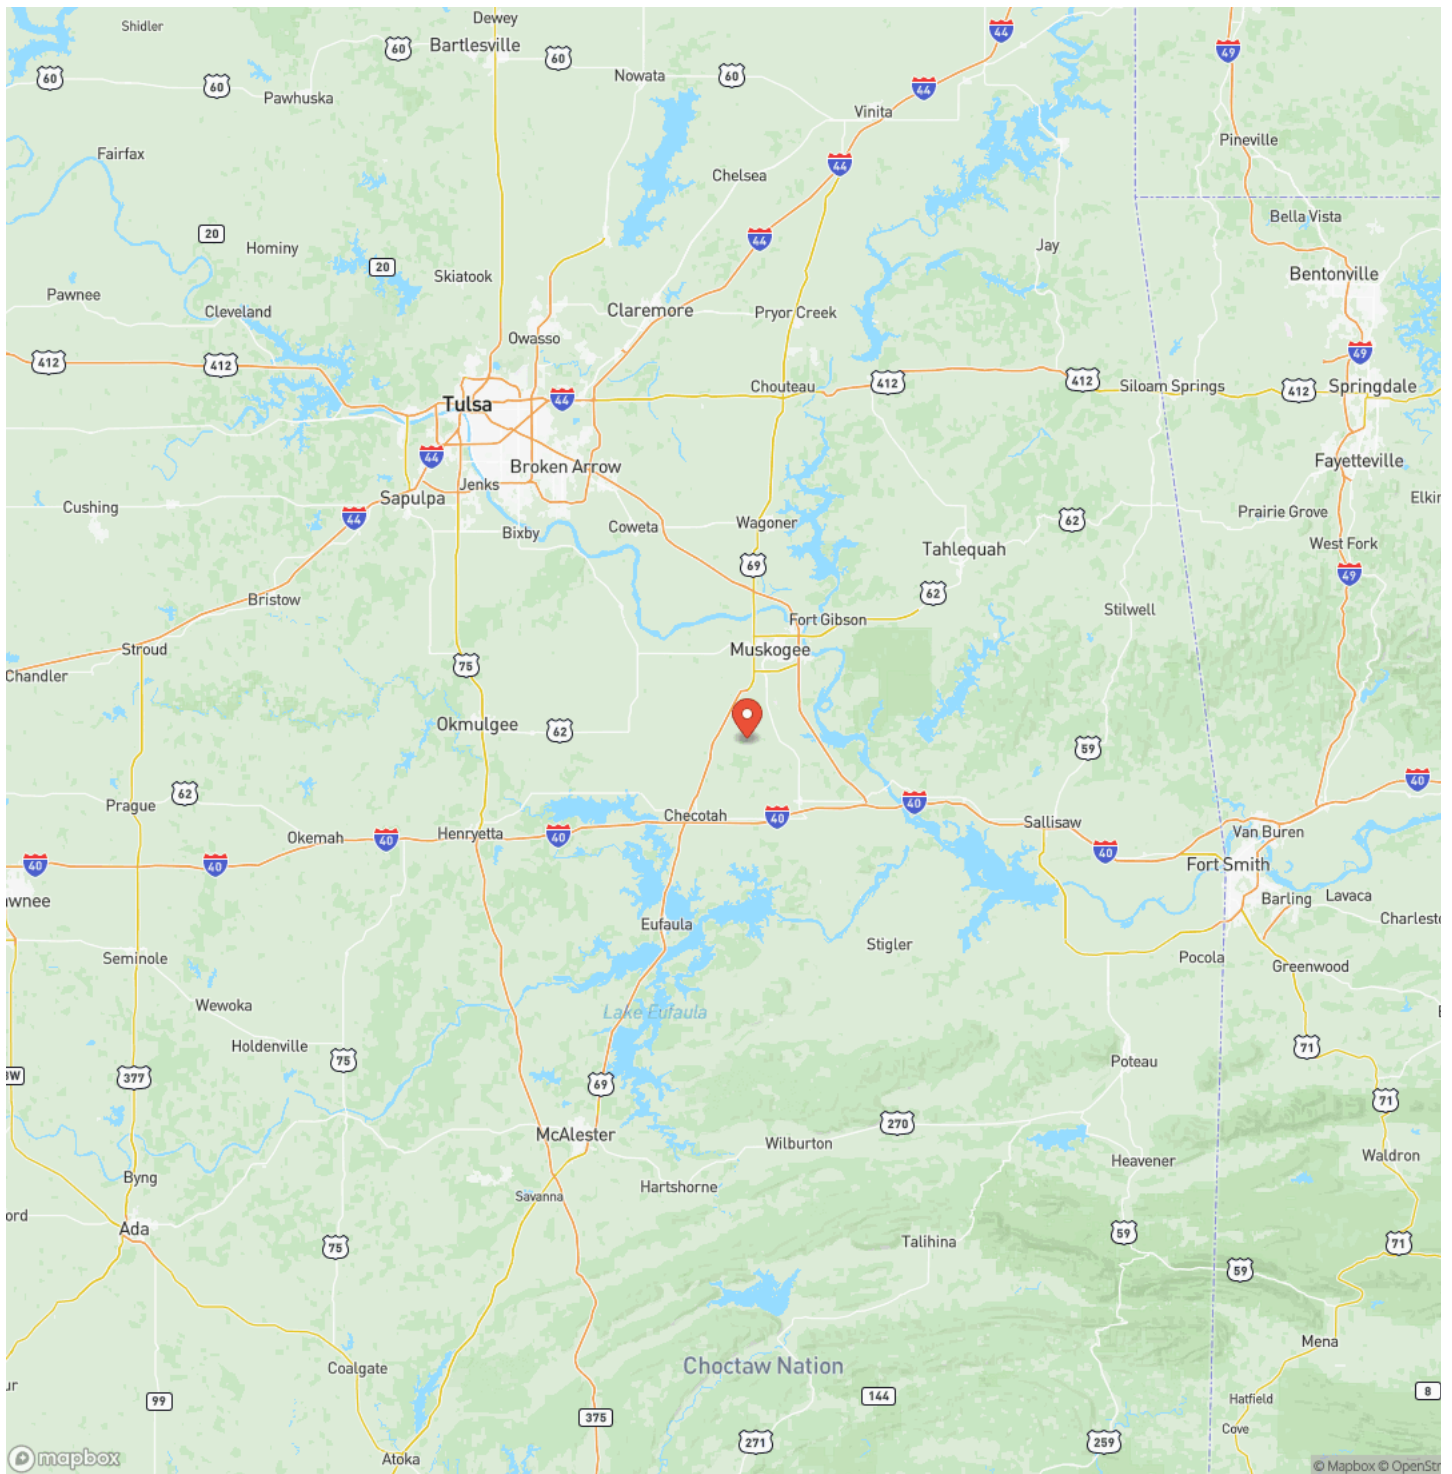 Shidler
Dewey
Bartlesville
44
49
60
60
60
60
60
Nowata
Pawhuska
44
Vinita
Fairfax
Pineville
44
Chelsea
20
Hominy
20
Skiatook
44
Jay
Bella Vista
Bentonville
Pawnee
Cleveland
Claremore
Pryor Creek
Owasso
412
412
49
412
412
412
Chouteau
Siloam Springs
Springdale
Tulsa
44
44
Broken Arrow
Fayetteville
Jenks
Sapulpa
Cushing
44
Bixby
Coweta
Wagoner
62
Prairie Grove
Elkin
Tahlequah
West Fork
69
49
Bristow
62
Stilwell
Fort Gibson
Stroud
Muskogee
75
Chandler
Okmulgee
62
59
62
Prague
40
40
Checotah
40
Okemah
40
Henryetta
40
Sallisaw
Van Buren
40
40
40
Fort Smith
wnee
Barling
Lavaca
Eufaula
Charlest
Stigler
Seminole
Pocola
Greenwood
Wewoka
Lake Eufaula
Holdenville
75
71
Poteau
3W
377
69
71
270
McAlester
Wilburton
Waldron
Heavener
Byng
Hartshorne
Savanna
ord
Ada
75
Talihina
59
71
59
Mena
Choctaw Nation
Coalgate
ur
99
144
8
Hatfield
375
Cove
271
259
Atoka
mapbox
© Mapbox © OpenStr